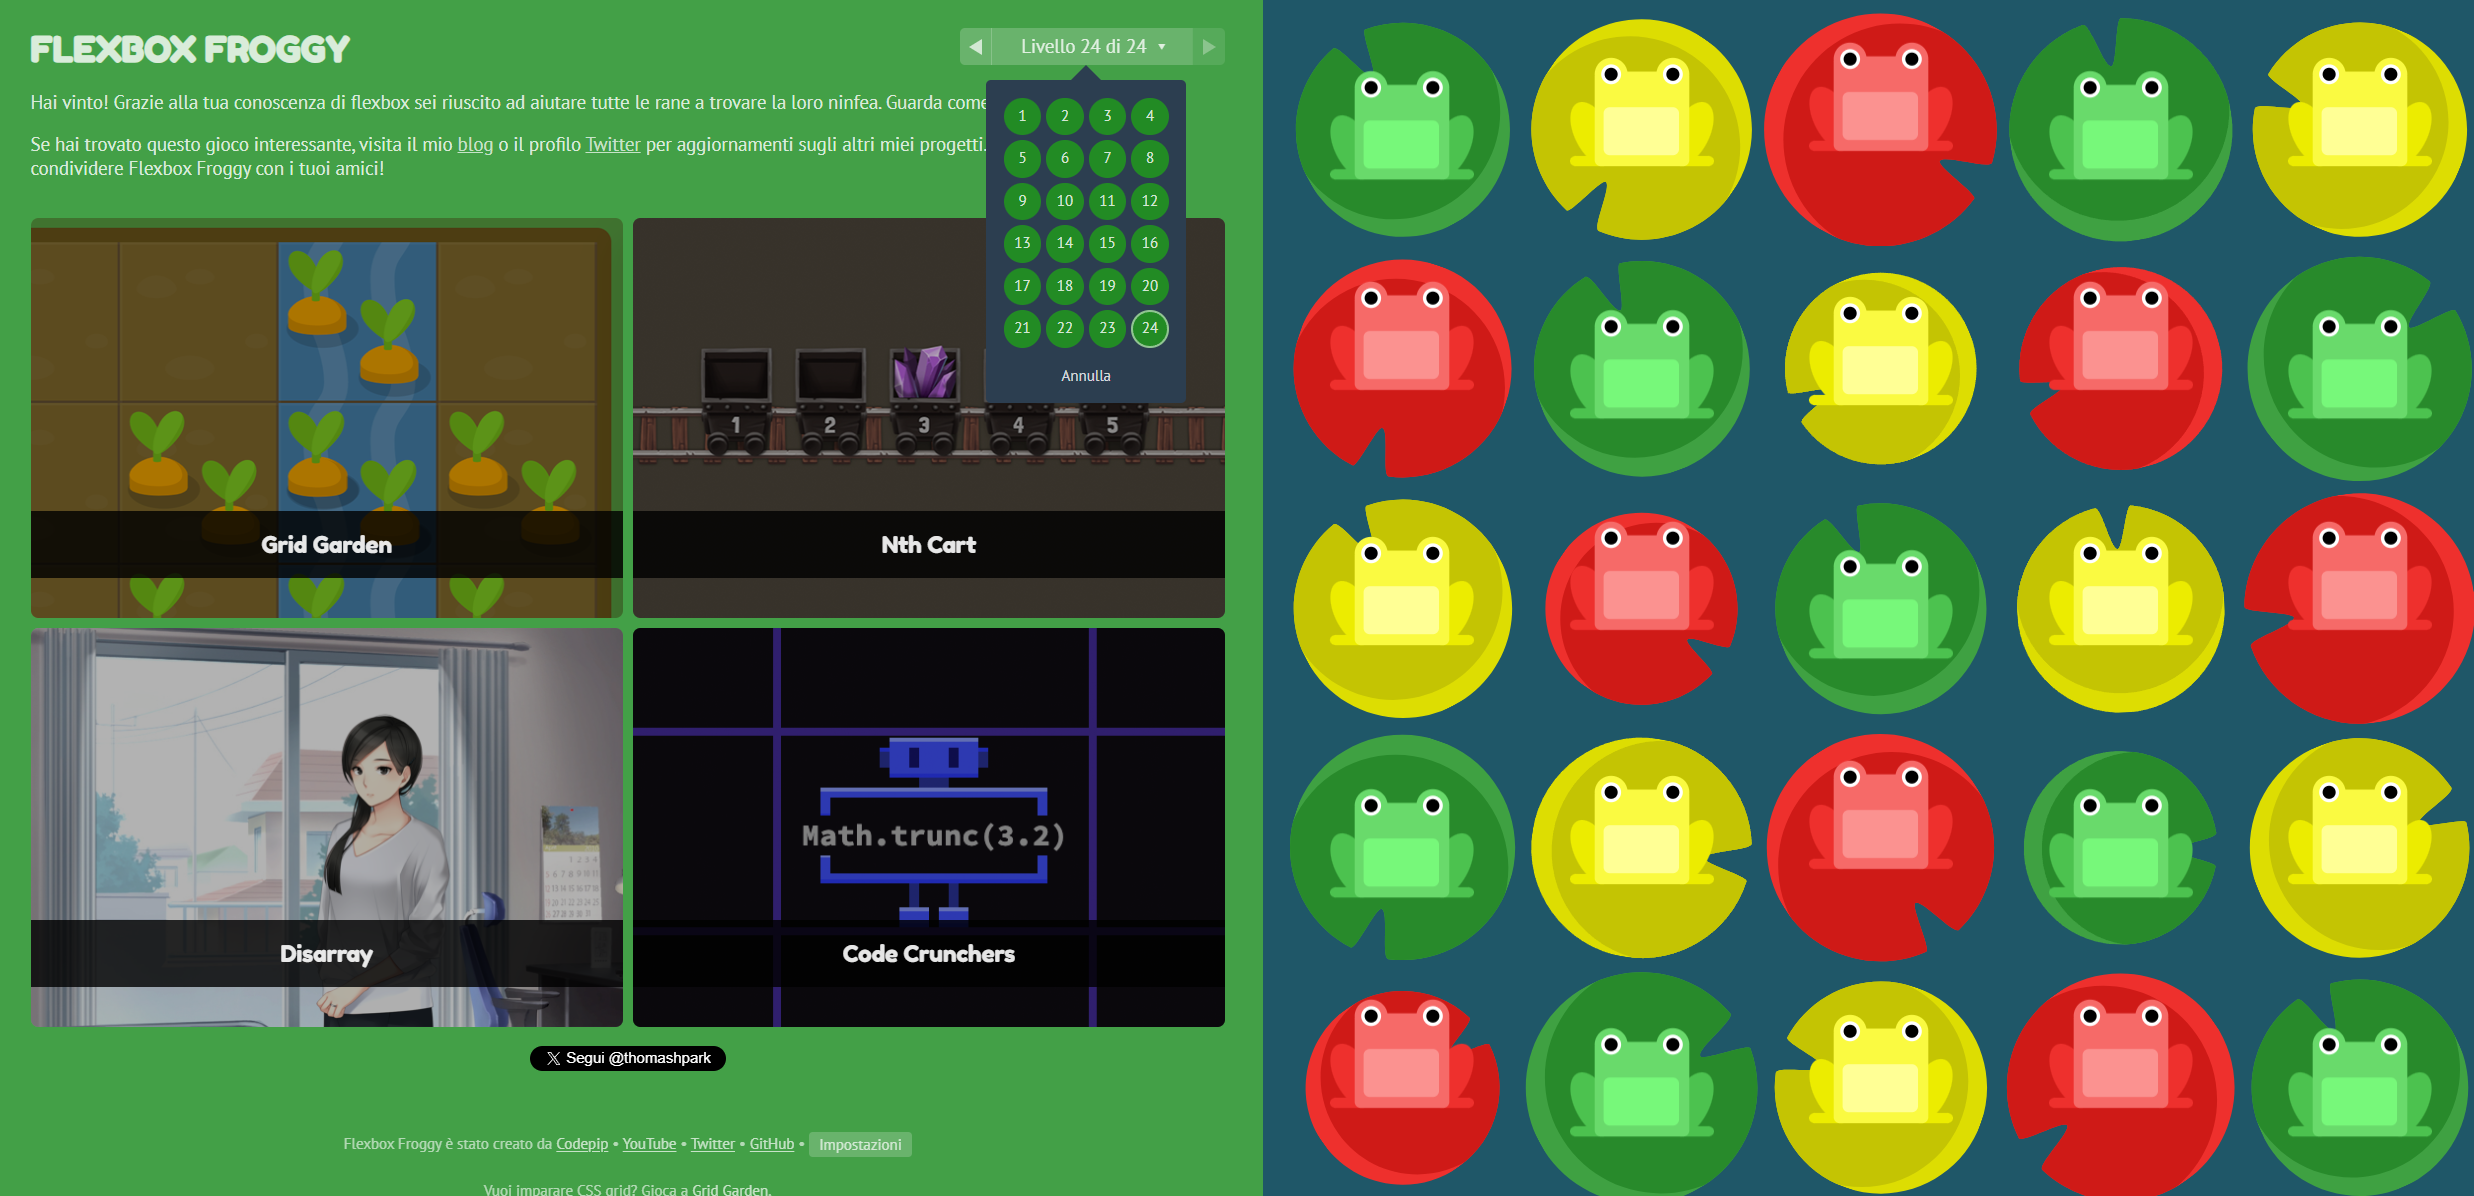 FLEXBOX FROGGY
Livello 24 di 24
Hai vinto! Grazie alla tua conoscenza di flexbox sei riuscito ad aiutare tutte le rane a trovare la loro ninfea. Guarda come
Se hai trovato questo gioco interessante, visita il mio blog o il profilo Twitter per aggiornamenti sugli altri miei progetti.
condividere Flexbox Froggy con i tuoi amici!
1 2 3 4
5 6 7 8
9 10 11 12
13 14 15 16
17 18 19 20
21 22 23 24
Annulla
1 2 3 4 5
Grid Garden
Nth Cart
Math.trunc(3.2)
Disarray
Code Crunchers
Segui @thomashpark
Flexbox Froggy è stato creato da Codepip • YouTube • Twitter • GitHub • Impostazioni
Vuoi imparare CSS grid? Gioca a Grid Garden.